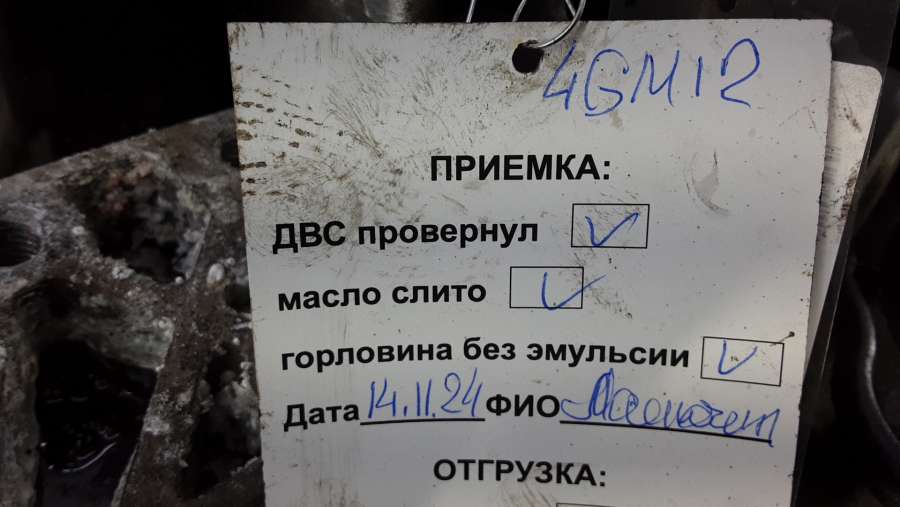 4GM12
ПРИЕМКА:
ДВС провернул
масло слито
горловина без эмульсии
Дата 14.11.24 ФИО
ОТГРУЗКА: